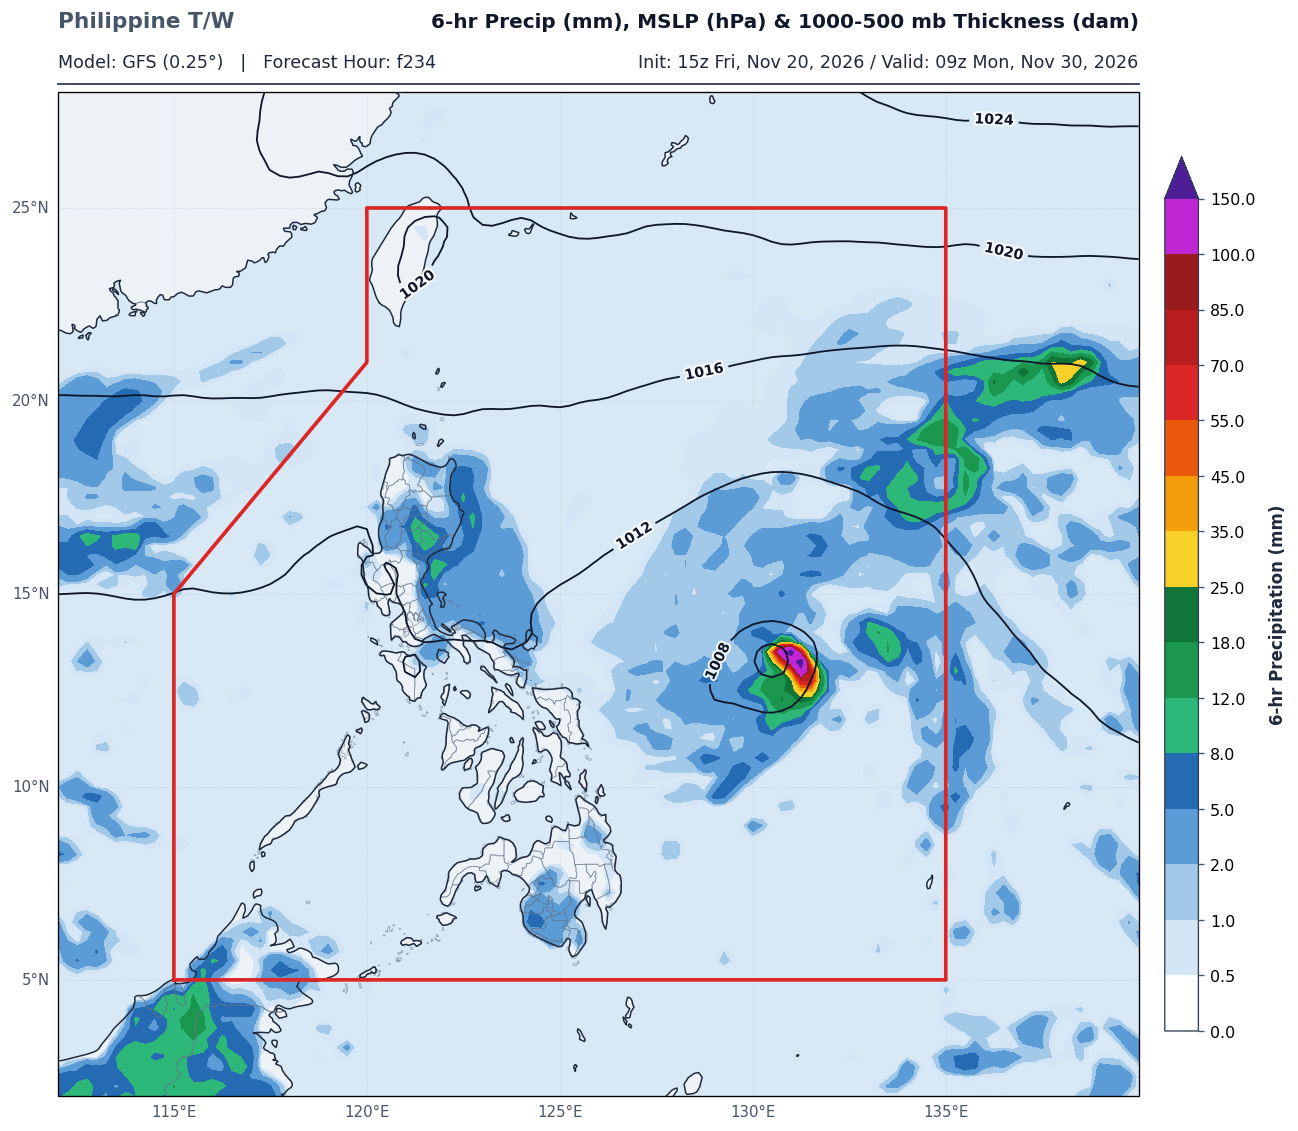 Philippine T/W
6-hr Precip (mm), MSLP (hPa) & 1000-500 mb Thickness (dam)
Model: GFS (0.25°) | Forecast Hour: f234
Init: 15z Fri, Nov 20, 2026 / Valid: 09z Mon, Nov 30, 2026
1024
25°N
1020
1020
1016
20°N
1012
15°N
1008
10°N
5°N
115°E
120°E
125°E
130°E
135°E
150.0
100.0
85.0
70.0
55.0
45.0
35.0
25.0
18.0
12.0
8.0
5.0
2.0
1.0
0.5
0.0
6-hr Precipitation (mm)